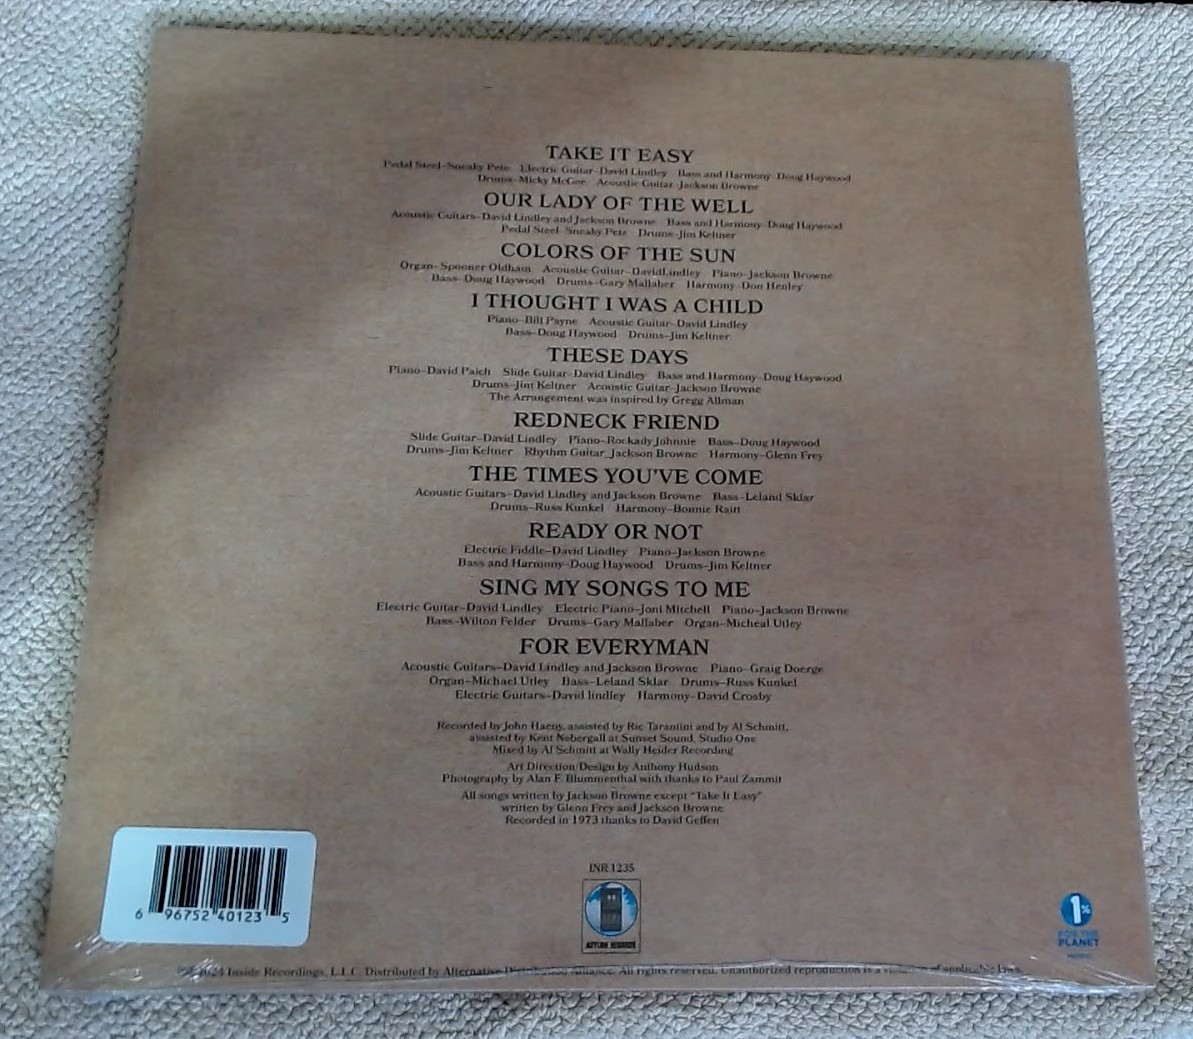 TAKE IT EASY
Pedal Steel–Sneaky Pete Electric Guitar–David Lindley Bass and Harmony–Doug Haywood
Drums–Micky McGee Acoustic Guitar–Jackson Browne
OUR LADY OF THE WELL
Acoustic Guitars–David Lindley and Jackson Browne Bass and Harmony–Doug Haywood
Pedal Steel–Sneaky Pete Drums–Jim Keltner
COLORS OF THE SUN
Organ–Spooner Oldham Acoustic Guitar–DavidLindley Piano–Jackson Browne
Bass–Doug Haywood Drums–Gary Mallaber Harmony–Don Henley
I THOUGHT I WAS A CHILD
Piano–Bill Payne Acoustic Guitar–David Lindley
Bass–Doug Haywood Drums–Jim Keltner
THESE DAYS
Piano–David Paich Slide Guitar–David Lindley Bass and Harmony–Doug Haywood
Drums–Jim Keltner Acoustic Guitar–Jackson Browne
The Arrangement was inspired by Gregg Allman
REDNECK FRIEND
Slide Guitar–David Lindley Piano–Rockady Johnnie Bass–Doug Haywood
Drums–Jim Keltner Rhythm Guitar_Jackson Browne Harmony–Glenn Frey
THE TIMES YOU'VE COME
Acoustic Guitars–David Lindley and Jackson Browne Bass–Leland Sklar
Drums–Russ Kunkel Harmony–Bonnie Raitt
READY OR NOT
Electric Fiddle–David Lindley Piano–Jackson Browne
Bass and Harmony–Doug Haywood Drums–Jim Keltner
SING MY SONGS TO ME
Electric Guitar–David Lindley Electric Piano–Joni Mitchell Piano–Jackson Browne
Bass–Wilton Felder Drums–Gary Mallaber Organ–Micheal Utley
FOR EVERYMAN
Acoustic Guitars–David Lindley and Jackson Browne Piano–Graig Doerge
Organ–Michael Utley Bass–Leland Sklar Drums–Russ Kunkel
Electric Guitars–David lindley Harmony–David Crosby
Recorded by John Haeny, assisted by Ric Tarantini and by Al Schmitt,
assisted by Kent Nebergall at Sunset Sound, Studio One
Mixed by Al Schmitt at Wally Heider Recording
Art Direction/Design by Anthony Hudson
Photography by Alan F. Blummenthal with thanks to Paul Zammit
All songs written by Jackson Browne except "Take It Easy"
written by Glenn Frey and Jackson Browne
Recorded in 1973 thanks to David Geffen
6 96752 40123 5
INR 1235
ASYLUM RECORDS
1%
FOR THE
PLANET
2024 Inside Recordings, L.L.C. Distributed by Alternative Distribution Alliance. All rights reserved. Unauthorized reproduction is a violation of applicable laws.